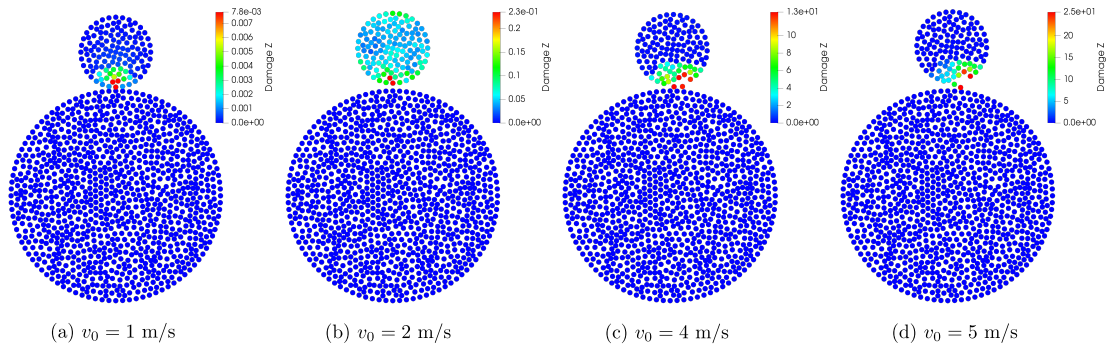 7.8e-03
0.007
0.006
0.005
0.004
0.003
0.002
0.001
0.0e+00
Damage Z
2.3e-01
0.2
0.15
0.1
0.05
0.0e+00
Damage Z
1.3e+01
10
8
6
4
2
0.0e+00
Damage Z
2.5e+01
20
15
10
5
0.0e+00
Damage Z
(a) v₀ = 1 m/s
(b) v₀ = 2 m/s
(c) v₀ = 4 m/s
(d) v₀ = 5 m/s